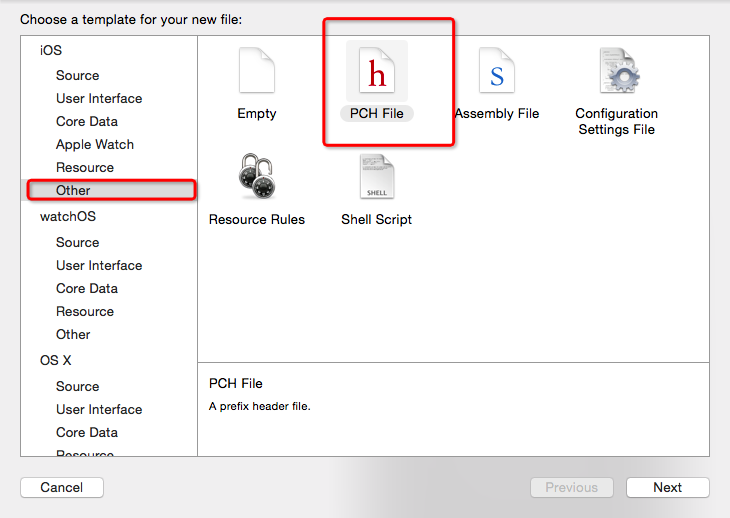 Choose a template for your new file:
iOS
Source
User Interface
Core Data
Apple Watch
Resource
Other
watchOS
Source
User Interface
Core Data
Resource
Other
OS X
Source
User Interface
Core Data
Resource
Empty
h
PCH File
S
Assembly File
Configuration
Settings File
Resource Rules
SHELL
Shell Script
PCH File
A prefix header file.
Cancel
Previous
Next